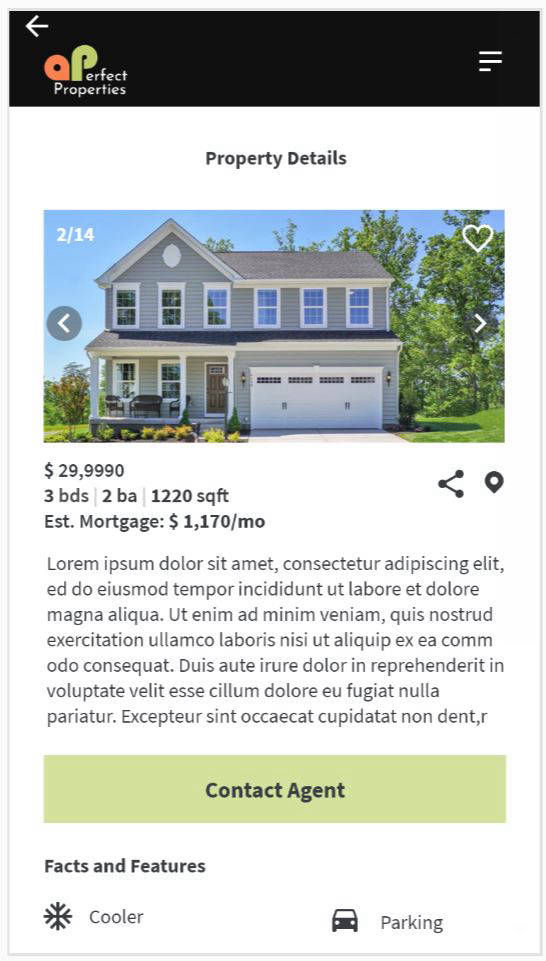 aPerfect
Properties
Property Details
2/14
$ 29,9990
3 bds | 2 ba | 1220 sqft
Est. Mortgage: $ 1,170/mo
Lorem ipsum dolor sit amet, consectetur adipiscing elit,
ed do eiusmod tempor incididunt ut labore et dolore
magna aliqua. Ut enim ad minim veniam, quis nostrud
exercitation ullamco laboris nisi ut aliquip ex ea comm
odo consequat. Duis aute irure dolor in reprehenderit in
voluptate velit esse cillum dolore eu fugiat nulla
pariatur. Excepteur sint occaecat cupidatat non dent,r
Contact Agent
Facts and Features
Cooler
Parking